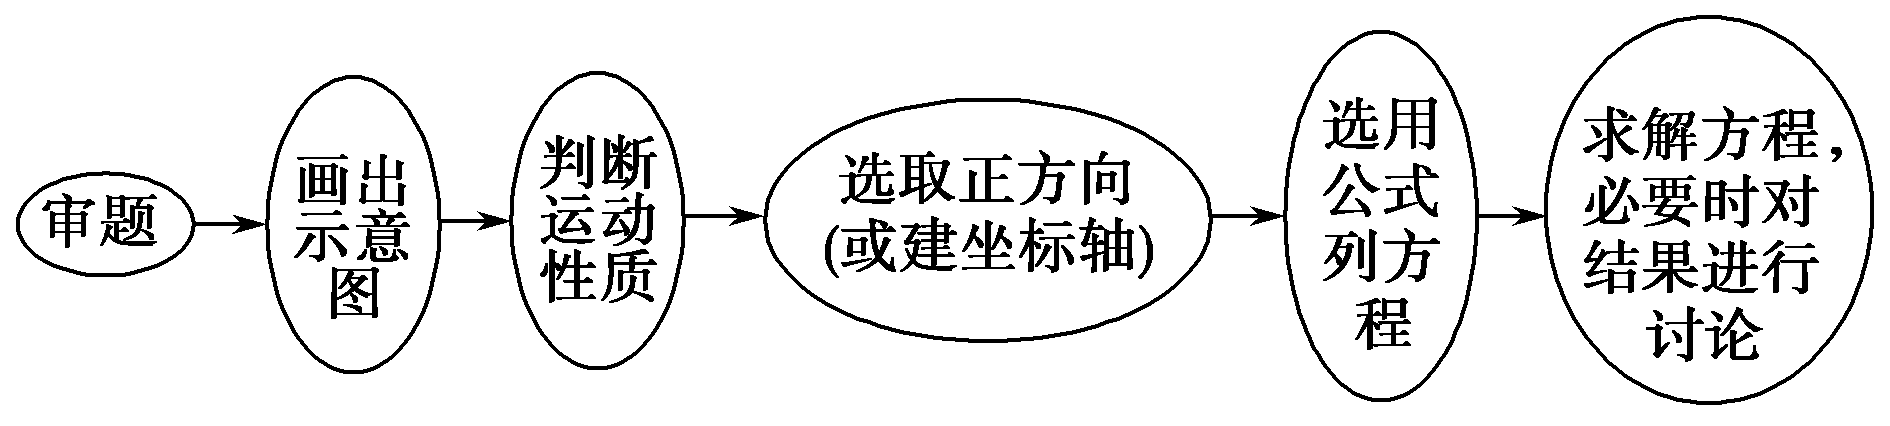 审题
画出
示意
图
判断
运动
性质
选取正方向
(或建坐标轴)
选用
公式
列方
程
求解方程，
必要时对
结果进行
讨论